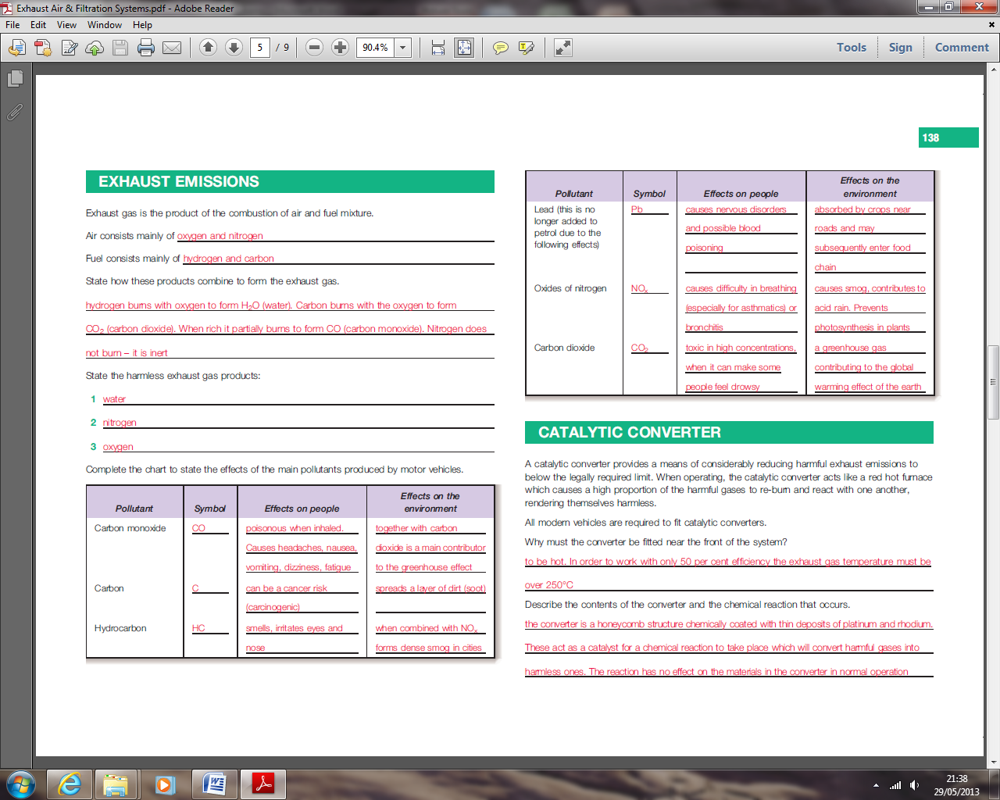 Exhaust Air & Filtration Systems.pdf - Adobe Reader
File Edit View Window Help
5 / 9 90.4% Tools Sign Comment
138
EXHAUST EMISSIONS
Exhaust gas is the product of the combustion of air and fuel mixture.
Air consists mainly of oxygen and nitrogen
Fuel consists mainly of hydrogen and carbon
State how these products combine to form the exhaust gas.
hydrogen burns with oxygen to form H₂O (water). Carbon burns with the oxygen to form
CO₂ (carbon dioxide). When rich it partially burns to form CO (carbon monoxide). Nitrogen does
not burn – it is inert
State the harmless exhaust gas products:
1 water
2 nitrogen
3 oxygen
Complete the chart to state the effects of the main pollutants produced by motor vehicles.
Effects on the
Pollutant Symbol Effects on people environment
Carbon monoxide CO poisonous when inhaled. together with carbon
Causes headaches, nausea, dioxide is a main contributor
vomiting, dizziness, fatigue to the greenhouse effect
Carbon C can be a cancer risk spreads a layer of dirt (soot)
(carcinogenic)
Hydrocarbon HC smells, irritates eyes and when combined with NOₓ
nose forms dense smog in cities
Effects on the
Pollutant Symbol Effects on people environment
Lead (this is no Pb causes nervous disorders absorbed by crops near
longer added to and possible blood roads and may
petrol due to the poisoning subsequently enter food
following effects) chain
Oxides of nitrogen NOₓ causes difficulty in breathing causes smog, contributes to
(especially for asthmatics) or acid rain. Prevents
bronchitis photosynthesis in plants
Carbon dioxide CO₂ toxic in high concentrations, a greenhouse gas
when it can make some contributing to the global
people feel drowsy warming effect of the earth
CATALYTIC CONVERTER
A catalytic converter provides a means of considerably reducing harmful exhaust emissions to
below the legally required limit. When operating, the catalytic converter acts like a red hot furnace
which causes a high proportion of the harmful gases to re-burn and react with one another,
rendering themselves harmless.
All modern vehicles are required to fit catalytic converters.
Why must the converter be fitted near the front of the system?
to be hot. In order to work with only 50 per cent efficiency the exhaust gas temperature must be
over 250°C
Describe the contents of the converter and the chemical reaction that occurs.
the converter is a honeycomb structure chemically coated with thin deposits of platinum and rhodium.
These act as a catalyst for a chemical reaction to take place which will convert harmful gases into
harmless ones. The reaction has no effect on the materials in the converter in normal operation
21:38
29/05/2013